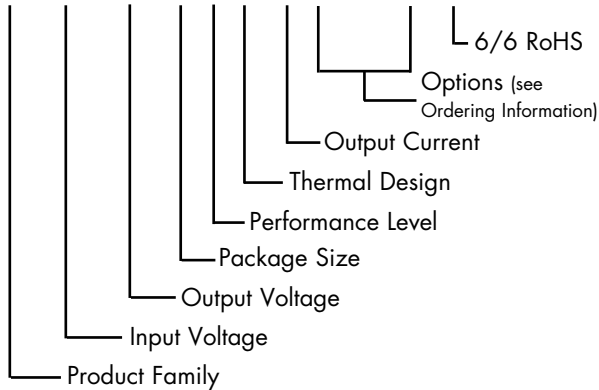 6/6 RoHS
Options (see
Ordering Information)
Output Current
Thermal Design
Performance Level
Package Size
Output Voltage
Input Voltage
Product Family